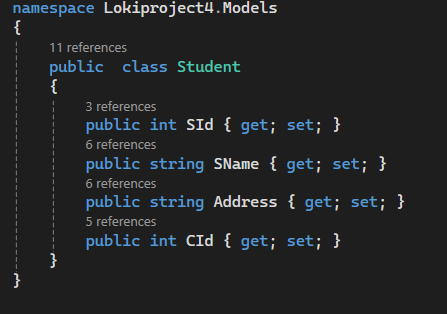 namespace Lokiproject4.Models
{
11 references
public  class Student
{
3 references
public int SId { get; set; }
6 references
public string SName { get; set; }
6 references
public string Address { get; set; }
5 references
public int CId { get; set; }
}
}